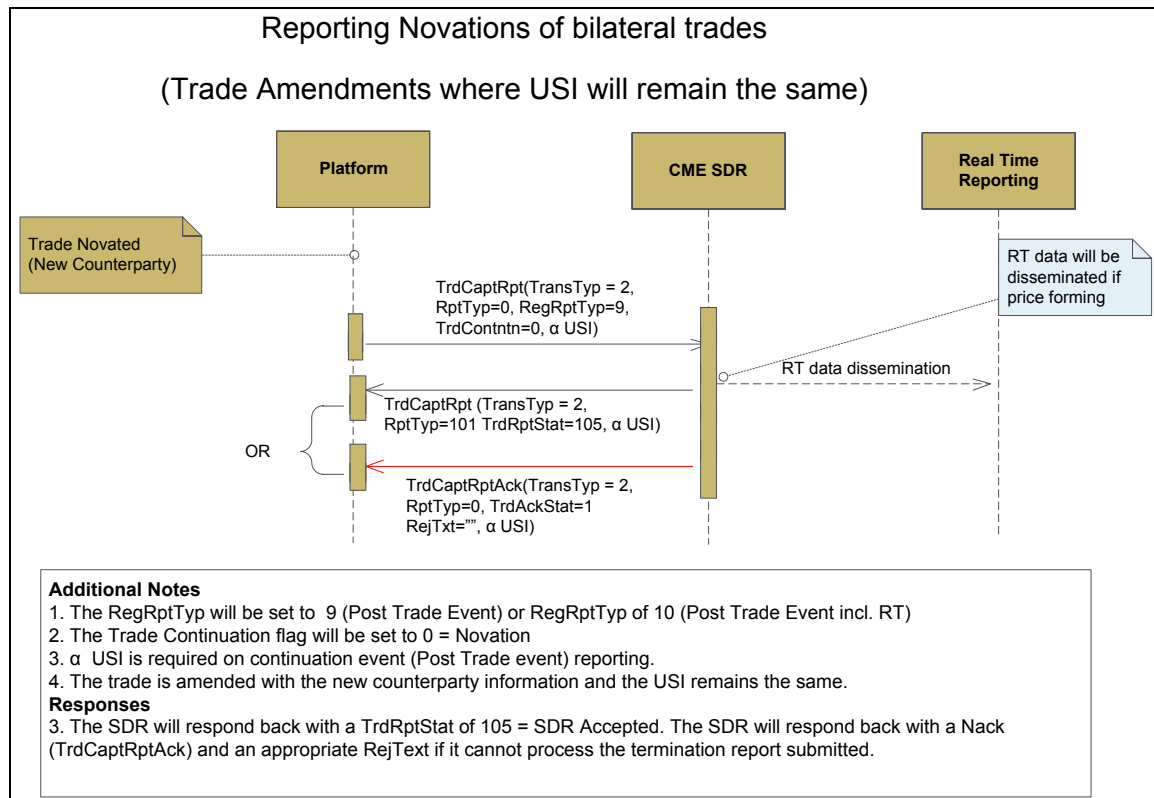 Reporting Novations of bilateral trades
(Trade Amendments where USI will remain the same)
Platform
CME SDR
Real Time
Reporting
Trade Novated
(New Counterparty)
RT data will be
disseminated if
price forming
TrdCaptRpt(TransTyp = 2,
RptTyp=0, RegRptTyp=9,
TrdContntn=0, α USI)
RT data dissemination
TrdCaptRpt (TransTyp = 2,
RptTyp=101 TrdRptStat=105, α USI)
OR
TrdCaptRptAck(TransTyp = 2,
RptTyp=0, TrdAckStat=1
RejTxt=””, α USI)
Additional Notes
1. The RegRptTyp will be set to  9 (Post Trade Event) or RegRptTyp of 10 (Post Trade Event incl. RT)
2. The Trade Continuation flag will be set to 0 = Novation
3. α  USI is required on continuation event (Post Trade event) reporting.
4. The trade is amended with the new counterparty information and the USI remains the same.
Responses
3. The SDR will respond back with a TrdRptStat of 105 = SDR Accepted. The SDR will respond back with a Nack
(TrdCaptRptAck) and an appropriate RejText if it cannot process the termination report submitted.